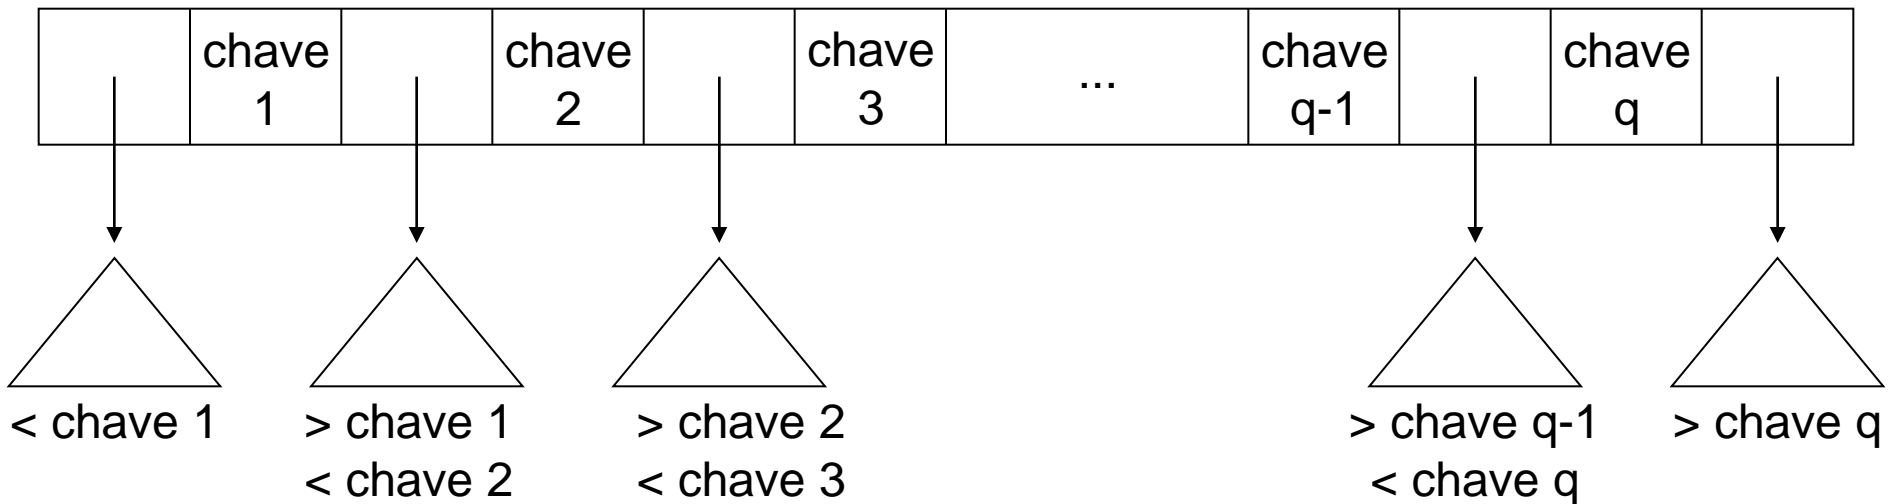 chave
1
chave
2
chave
3
...
chave
q-1
chave
q
< chave 1
> chave 1
< chave 2
> chave 2
< chave 3
> chave q-1
< chave q
> chave q